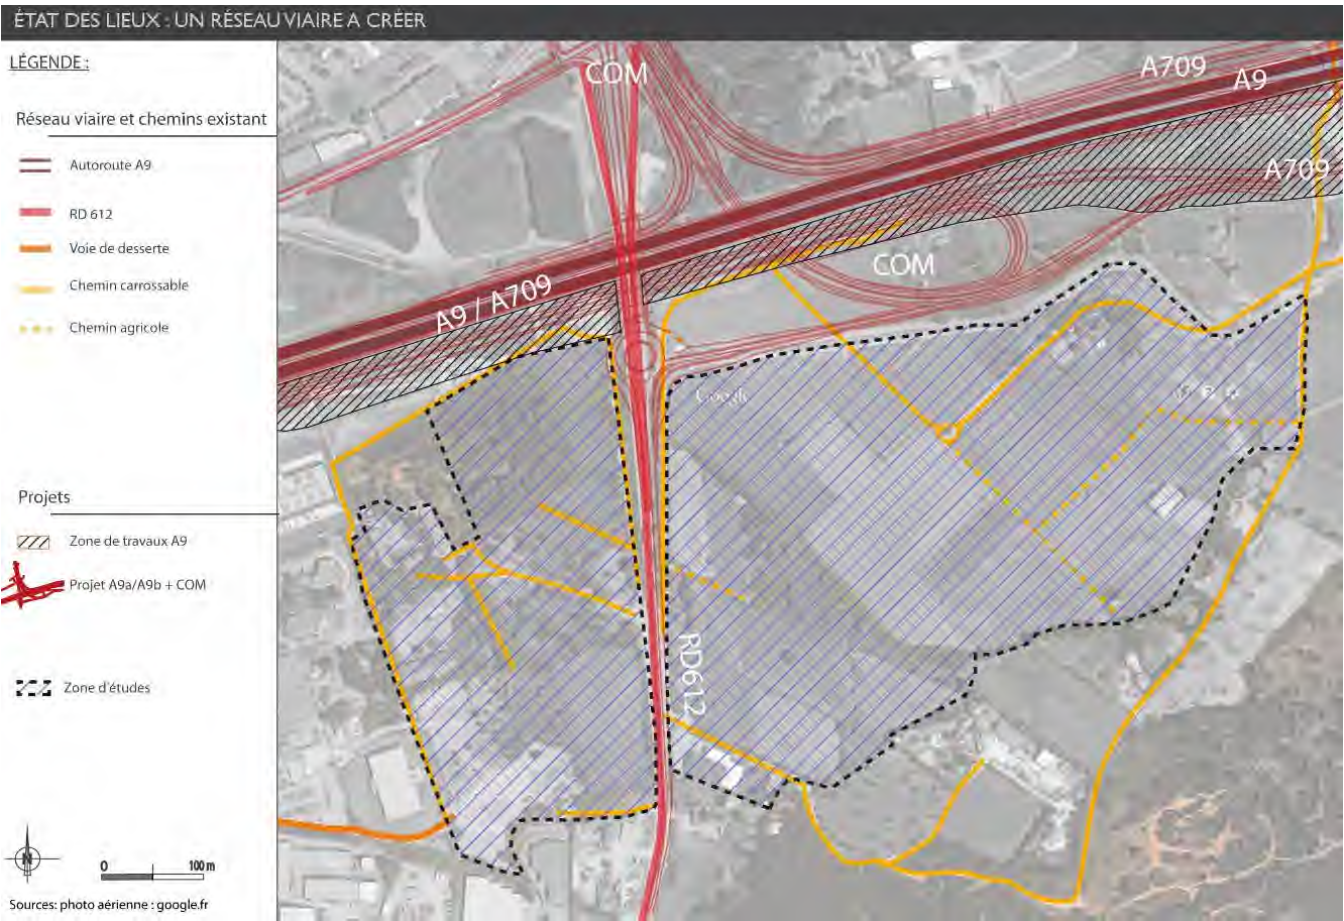 ÉTAT DES LIEUX : UN RÉSEAU VIAIRE A CRÉER
LÉGENDE :
Réseau viaire et chemins existant
Autoroute A9
RD 612
Voie de desserte
Chemin carrossable
Chemin agricole
Projets
Zone de travaux A9
Projet A9a/A9b + COM
Zone d'études
N
0 100 m
Sources: photo aérienne : google.fr
COM
A709
A9
A709
COM
A9 / A709
Google
RD612